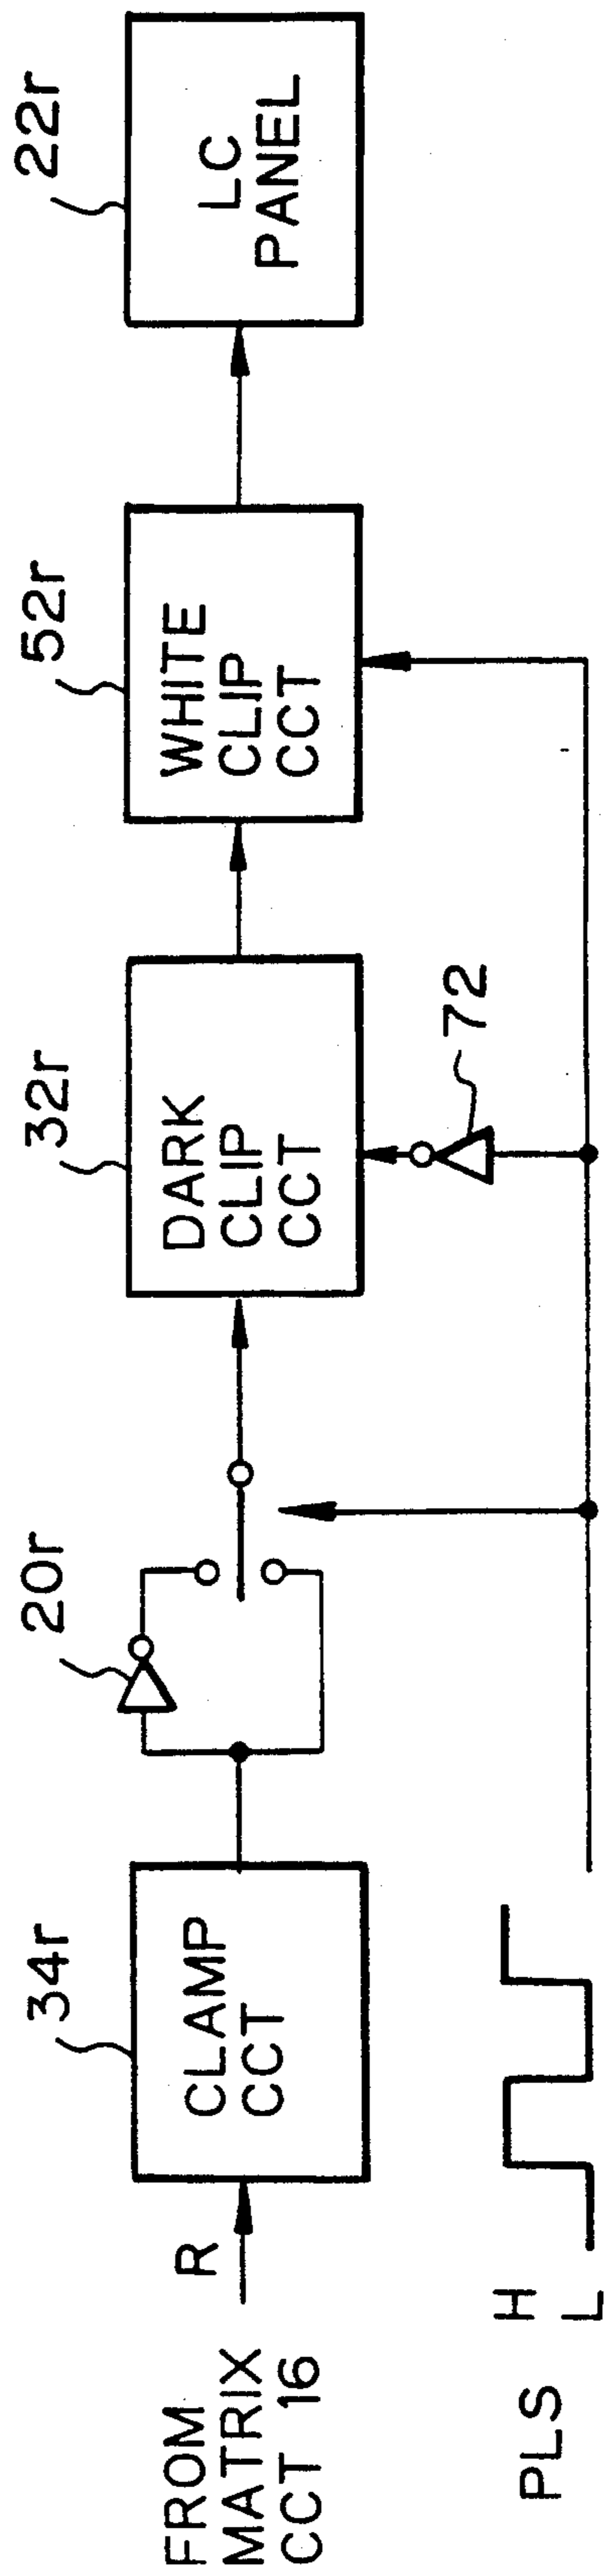 FROM
MATRIX
CCT 16
R
34r
CLAMP
CCT
20r
32r
DARK
CLIP
CCT
52r
WHITE
CLIP
CCT
22r
LC
PANEL
72
PLS
H
L